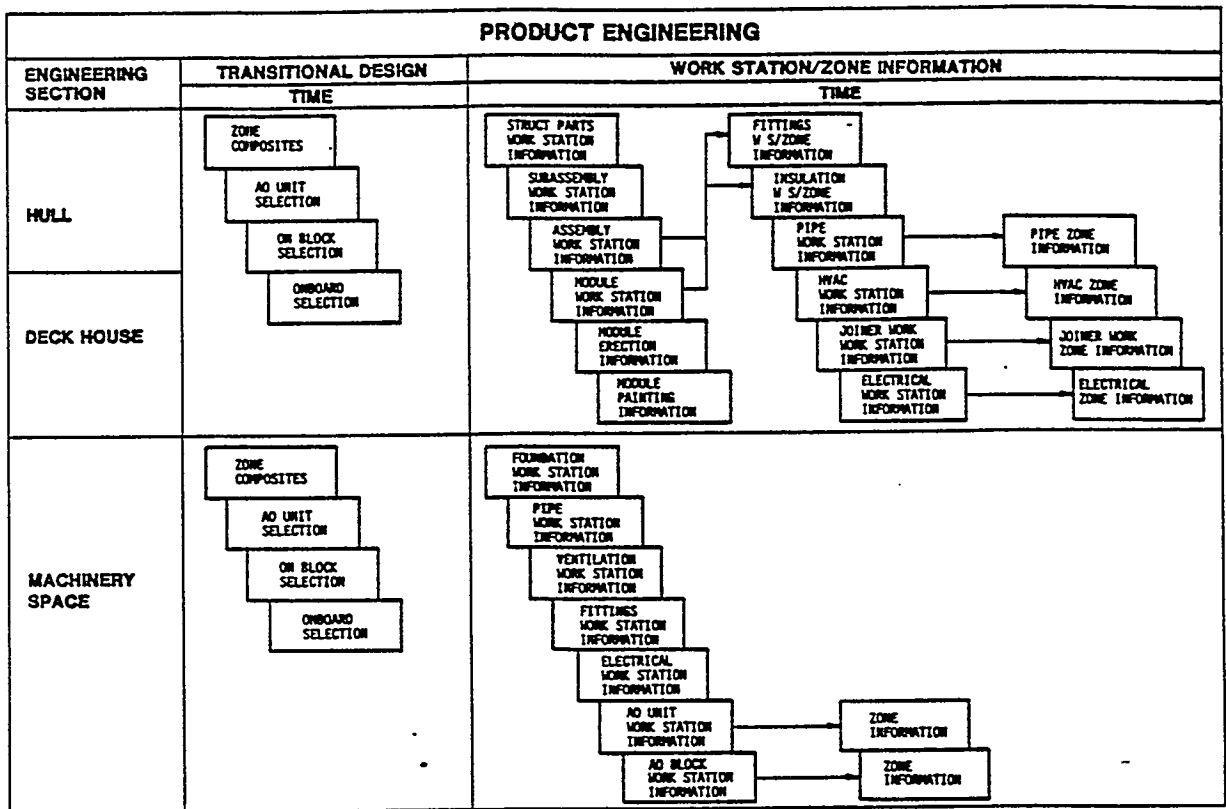 PRODUCT ENGINEERING
ENGINEERING
SECTION
TRANSITIONAL DESIGN
WORK STATION/ZONE INFORMATION
TIME
TIME
HULL
DECK HOUSE
ZONE
COMPOSITES
AO UNIT
SELECTION
ON BLOCK
SELECTION
ONBOARD
SELECTION
STRUCT PARTS
WORK STATION
INFORMATION
SUBASSEMBLY
WORK STATION
INFORMATION
ASSEMBLY
WORK STATION
INFORMATION
MODULE
WORK STATION
INFORMATION
MODULE
ERECTION
INFORMATION
MODULE
PAINTING
INFORMATION
FITTINGS
W S/ZONE
INFORMATION
INSULATION
W S/ZONE
INFORMATION
PIPE
WORK STATION
INFORMATION
HVAC
WORK STATION
INFORMATION
JOINER WORK
WORK STATION
INFORMATION
ELECTRICAL
WORK STATION
INFORMATION
PIPE ZONE
INFORMATION
HVAC ZONE
INFORMATION
JOINER WORK
ZONE INFORMATION
ELECTRICAL
ZONE INFORMATION
MACHINERY
SPACE
ZONE
COMPOSITES
AO UNIT
SELECTION
ON BLOCK
SELECTION
ONBOARD
SELECTION
FOUNDATION
WORK STATION
INFORMATION
PIPE
WORK STATION
INFORMATION
VENTILATION
WORK STATION
INFORMATION
FITTINGS
WORK STATION
INFORMATION
ELECTRICAL
WORK STATION
INFORMATION
AO UNIT
WORK STATION
INFORMATION
AO BLOCK
WORK STATION
INFORMATION
ZONE
INFORMATION
ZONE
INFORMATION